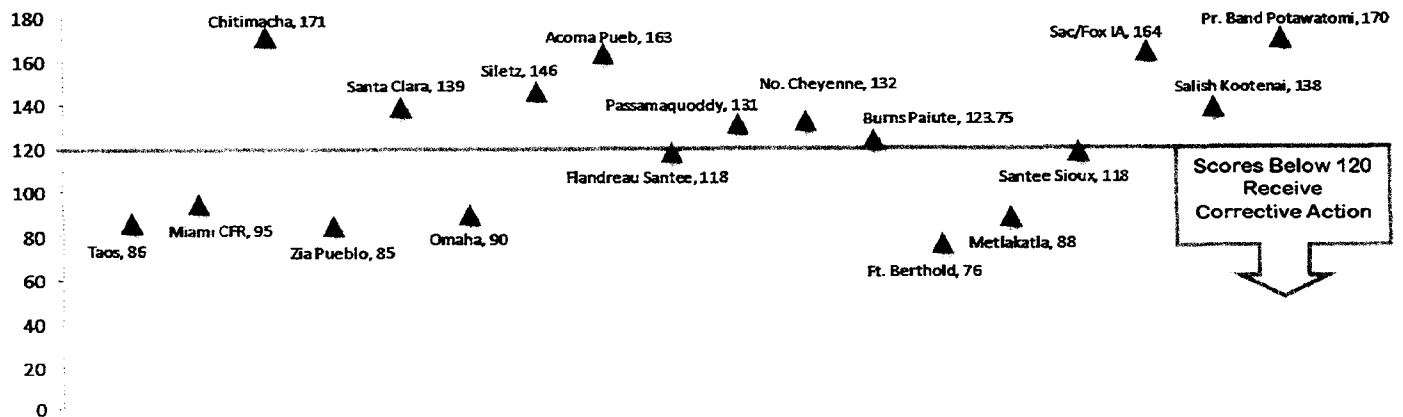 180
160
140
120
100
80
60
40
20
0
Chitimacha, 171
Pr. Band Potawatomi, 170
Sac/Fox IA, 164
Acoma Pueb, 163
Siletz, 146
Santa Clara, 139
No. Cheyenne, 132
Salish Kootenai, 138
Passamaquoddy, 131
Burns Paiute, 123.75
Flandreau Santee, 118
Santee Sioux, 118
Scores Below 120
Receive
Corrective Action
Miami CFR, 95
Omaha, 90
Taos, 86
Zia Pueblo, 85
Metlakatla, 88
Ft. Berthold, 76